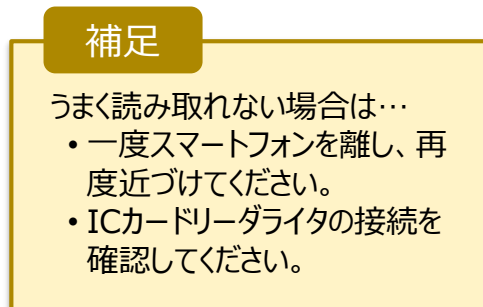 補足
うまく読み取れない場合は…
• 一度スマートフォンを離し、再
度近づけてください。
• ICカードリーダライタの接続を
確認してください。